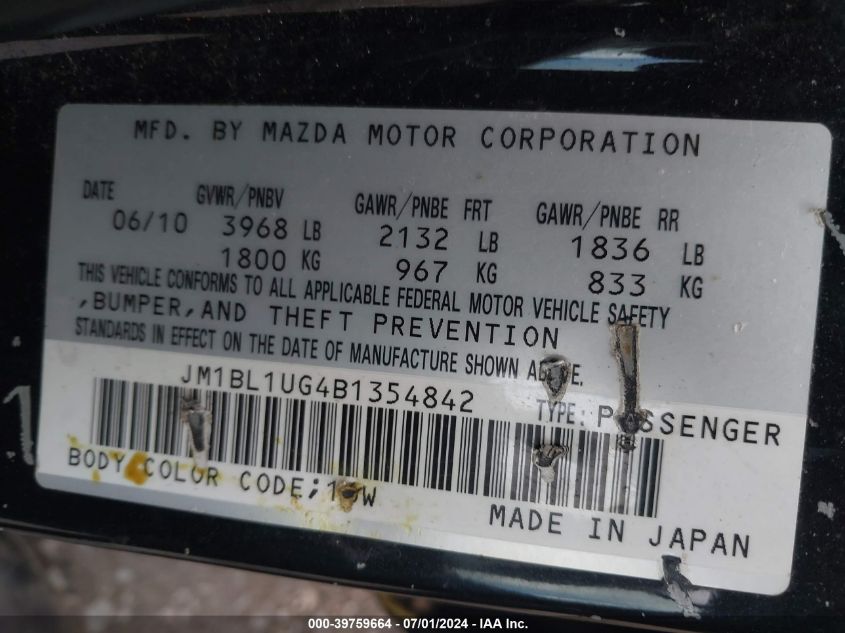 MFD. BY MAZDA MOTOR CORPORATION
DATE GVWR/PNBV GAWR/PNBE FRT GAWR/PNBE RR
06/10 3968 LB 2132 LB 1836 LB
1800 KG 967 KG 833 KG
THIS VEHICLE CONFORMS TO ALL APPLICABLE FEDERAL MOTOR VEHICLE SAFETY
,BUMPER,AND THEFT PREVENTION
STANDARDS IN EFFECT ON THE DATE OF MANUFACTURE SHOWN
JM1BL1UG4B1354842
TYPE: PASSENGER
BODY COLOR CODE;
MADE IN JAPAN
000-39759664 - 07/01/2024 - IAA Inc.